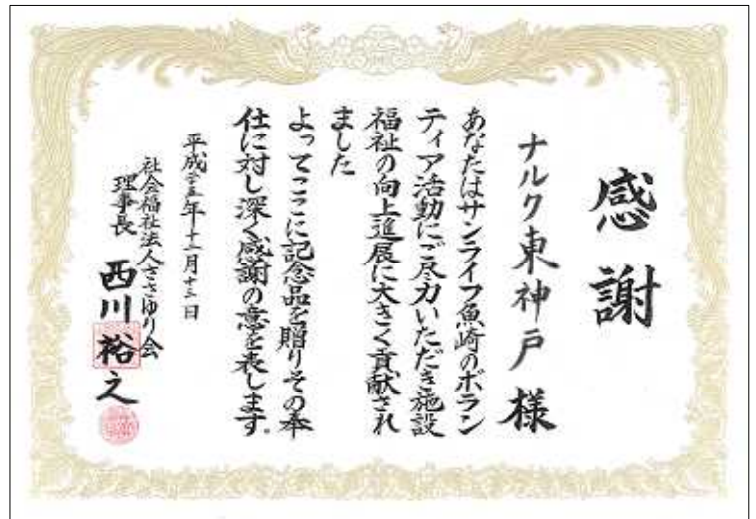 感謝
ナルク東神戸様
あなたはサンライフ魚崎のボラン
ティア活動にご尽力いただき施設
福祉の向上進展に大きく貢献され
ました
よってここに記念品を贈りその奉
仕に対し深く感謝の意を表します。
平成二十五年十二月十三日
社会福祉法人ささゆり会
理事長 西川裕之